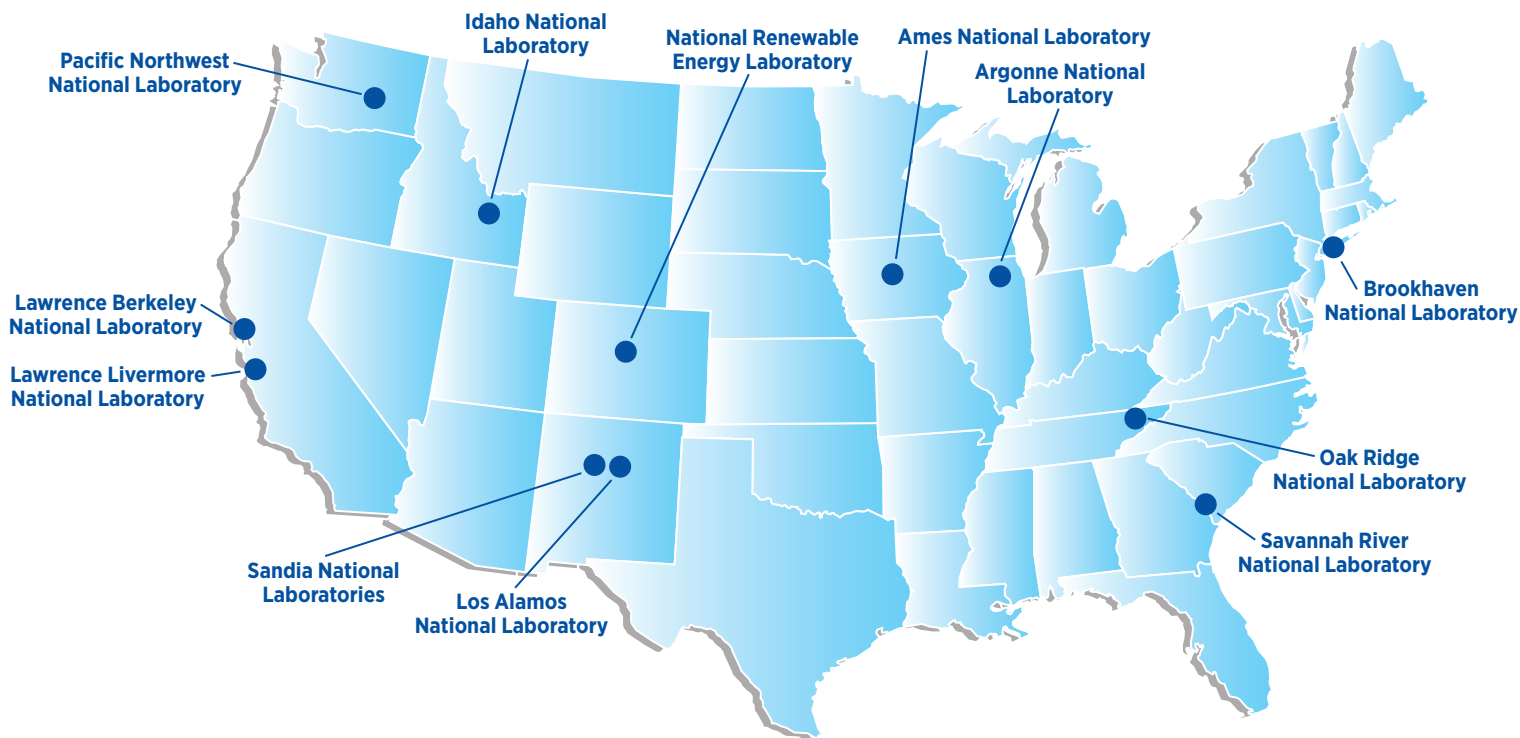 Idaho National
Laboratory
National Renewable
Energy Laboratory
Ames National Laboratory
Pacific Northwest
National Laboratory
Argonne National
Laboratory
Lawrence Berkeley
National Laboratory
Brookhaven
National Laboratory
Lawrence Livermore
National Laboratory
Oak Ridge
National Laboratory
Savannah River
National Laboratory
Sandia National
Laboratories
Los Alamos
National Laboratory